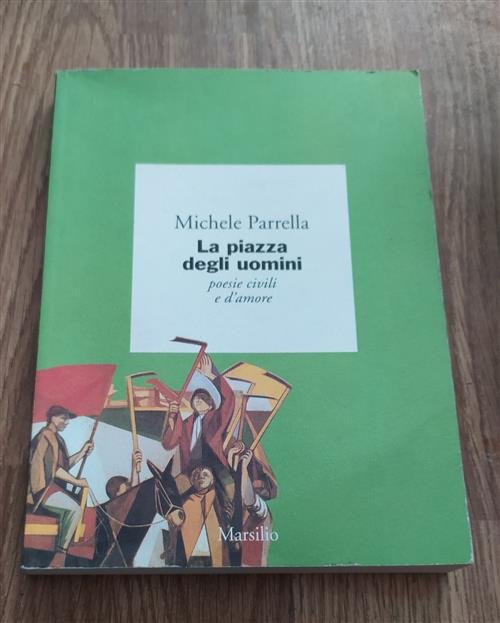 Michele Parrella
La piazza
degli uomini
poesie civili
e d'amore
Marsilio